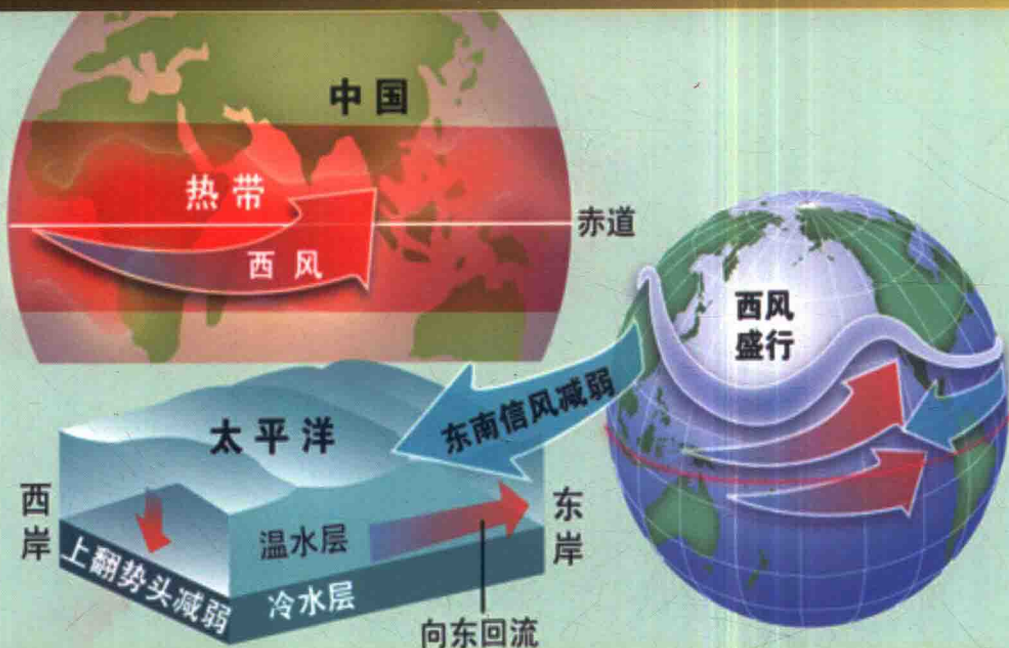 中国
热带
赤道
西风
西风
盛行
东南信风减弱
太平洋
西岸
东岸
温水层
上翻势头减弱
冷水层
向东回流